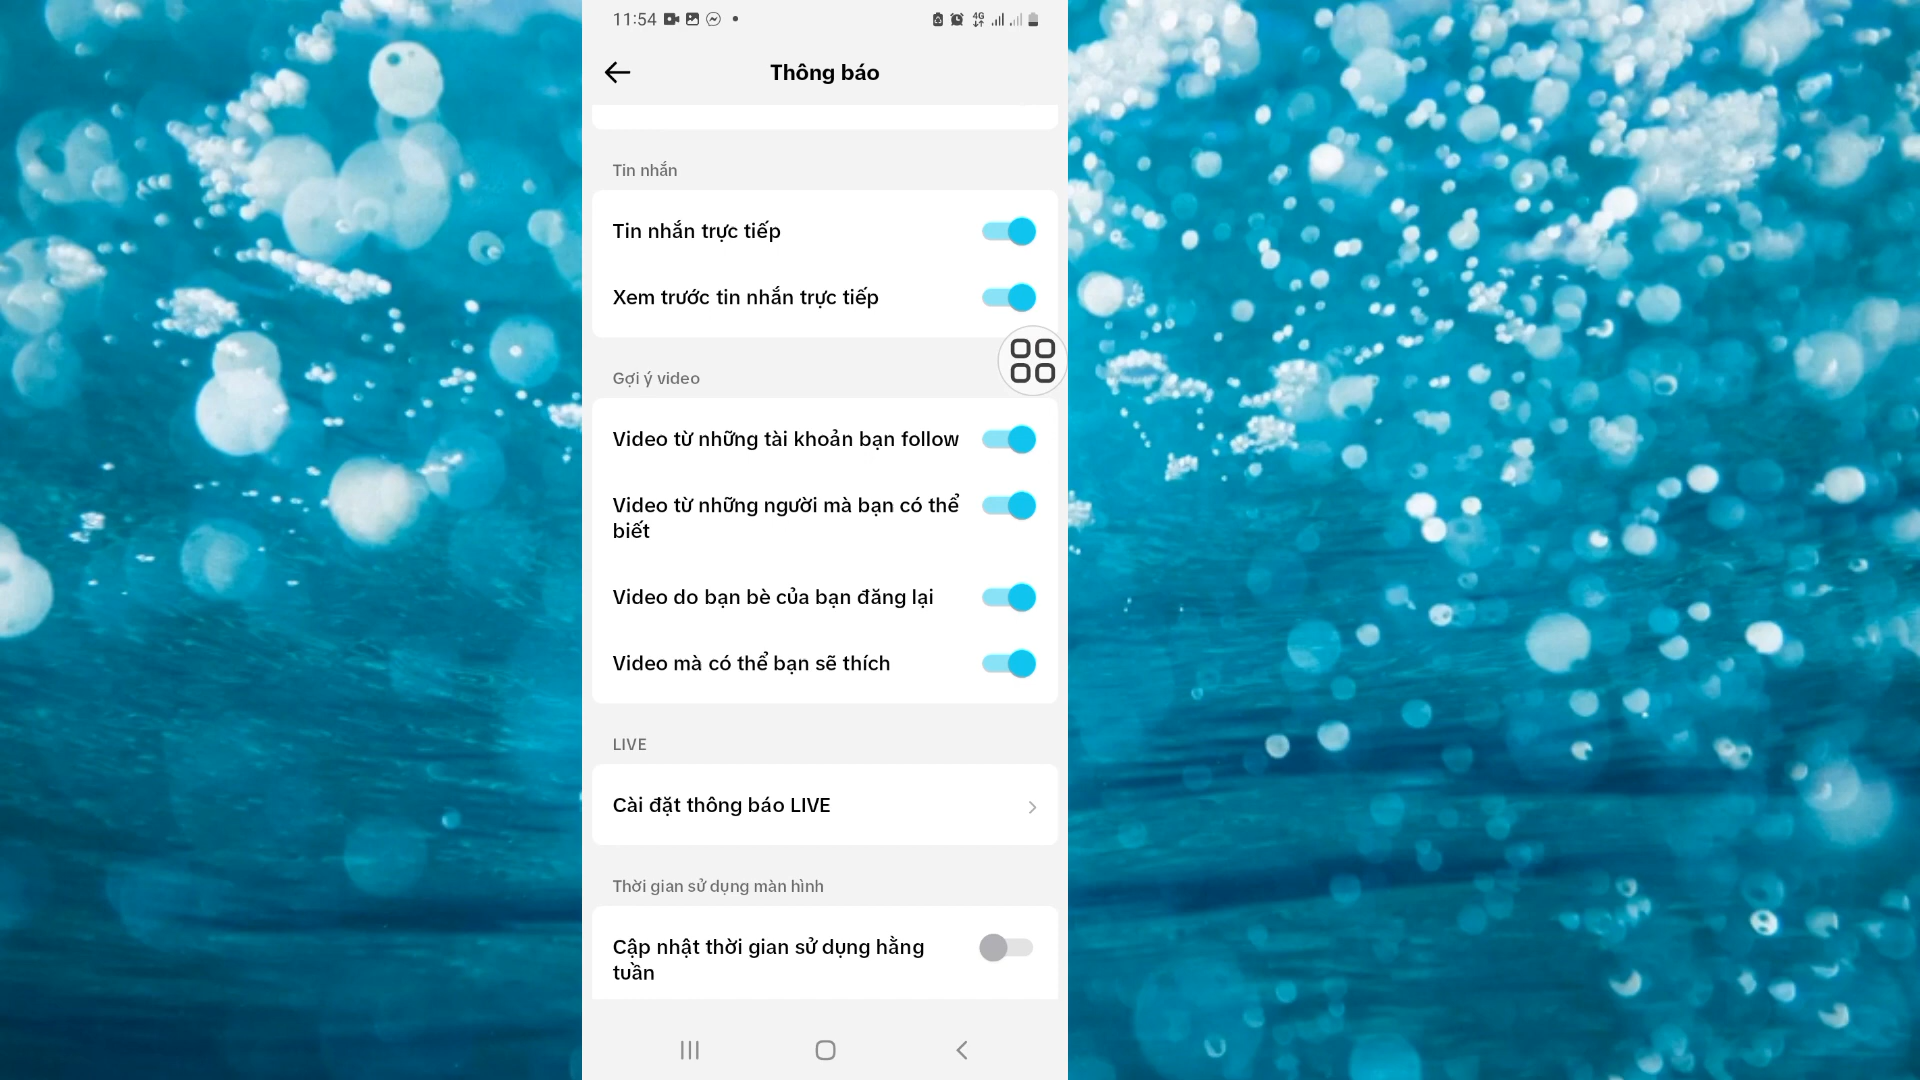 11:54
4G
Thông báo
Tin nhắn
Tin nhắn trực tiếp
Xem trước tin nhắn trực tiếp
Gợi ý video
Video từ những tài khoản bạn follow
Video từ những người mà bạn có thể
biết
Video do bạn bè của bạn đăng lại
Video mà có thể bạn sẽ thích
LIVE
Cài đặt thông báo LIVE
Thời gian sử dụng màn hình
Cập nhật thời gian sử dụng hằng
tuần